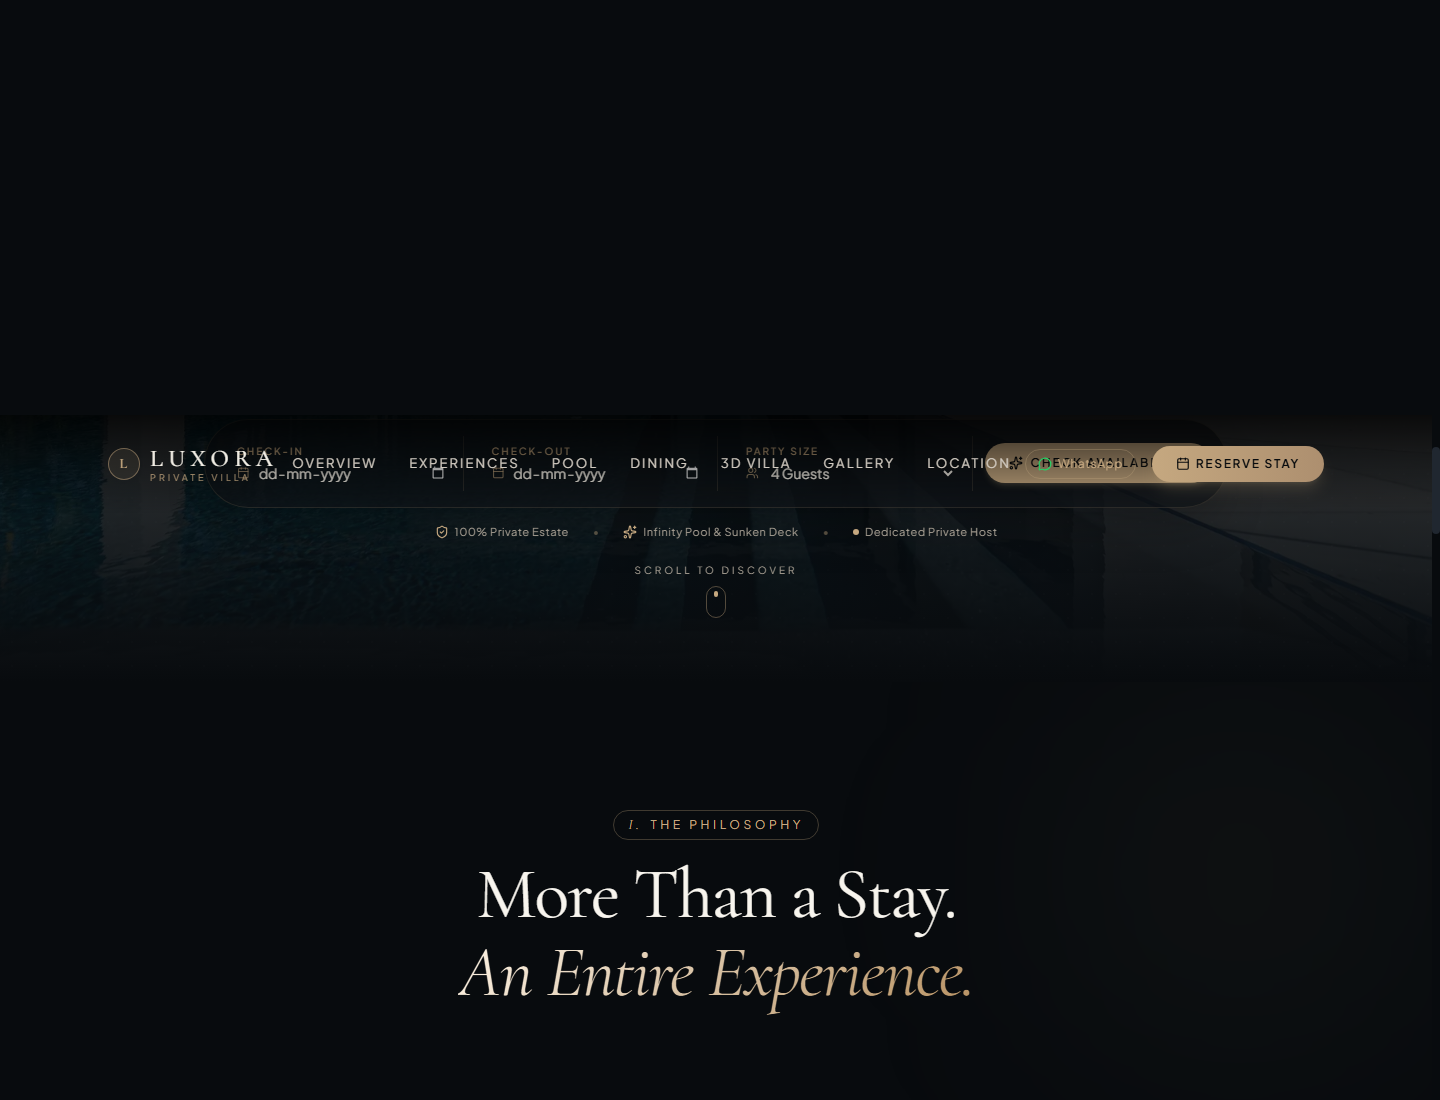 L
LUXORA
PRIVATE VILLA
OVERVIEW
EXPERIENCES
POOL
DINING
3D VILLA
GALLERY
LOCATION
WhatsApp
RESERVE STAY
CHECK-IN
dd-mm-yyyy
CHECK-OUT
dd-mm-yyyy
PARTY SIZE
4 Guests
100% Private Estate
Infinity Pool & Sunken Deck
Dedicated Private Host
SCROLL TO DISCOVER
I. THE PHILOSOPHY
More Than a Stay.
An Entire Experience.